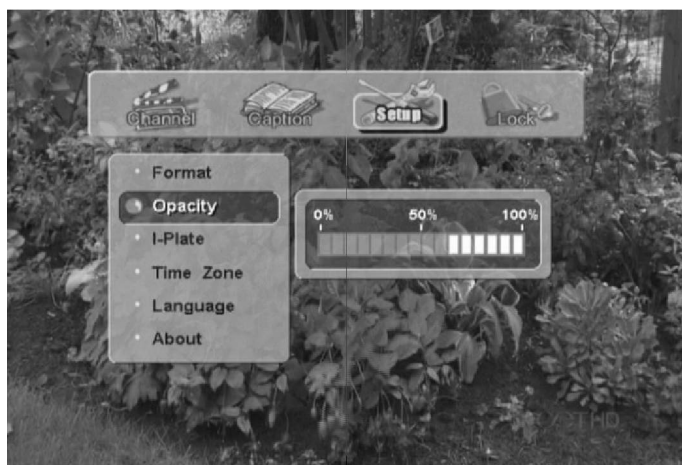 Channel Caption Setup Lock
Format
Opacity
0% 50% 100%
I-Plate
Time Zone
Language
About